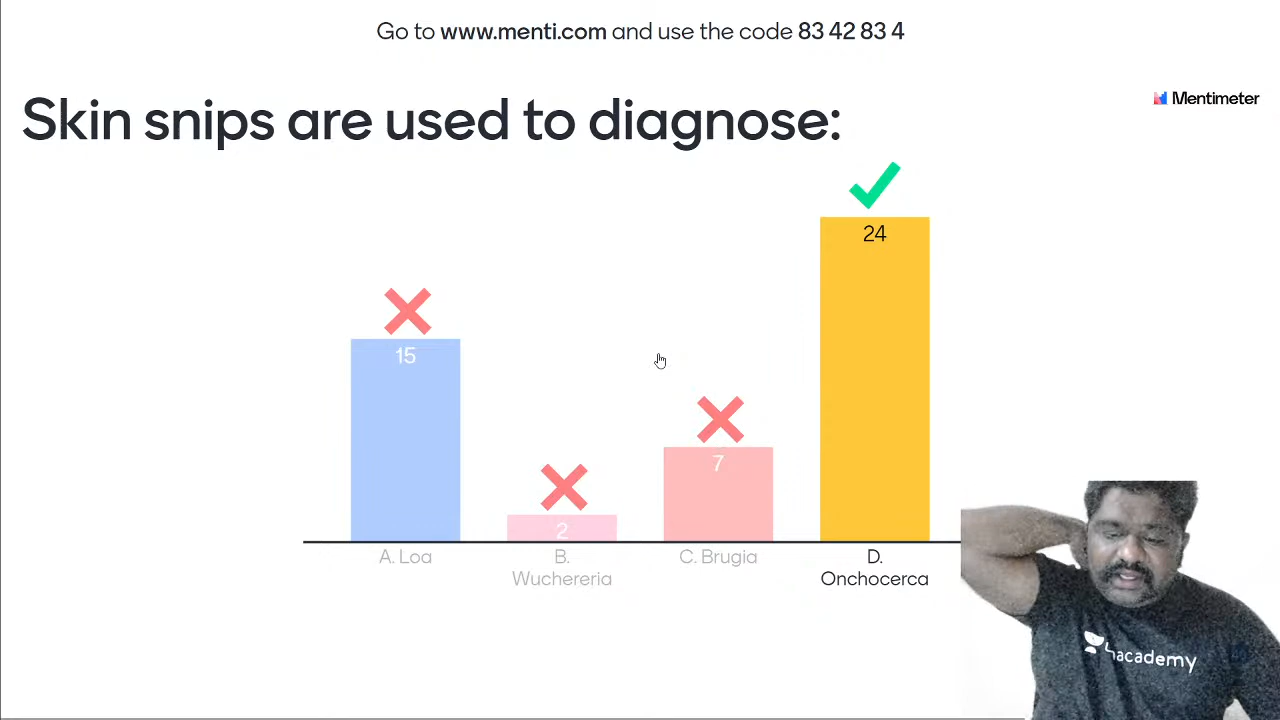 Go to www.menti.com and use the code 83 42 83 4
Mentimeter
Skin snips are used to diagnose:
24
15
7
2
A. Loa
B.
Wuchereria
C. Brugia
D.
Onchocerca
unacademy